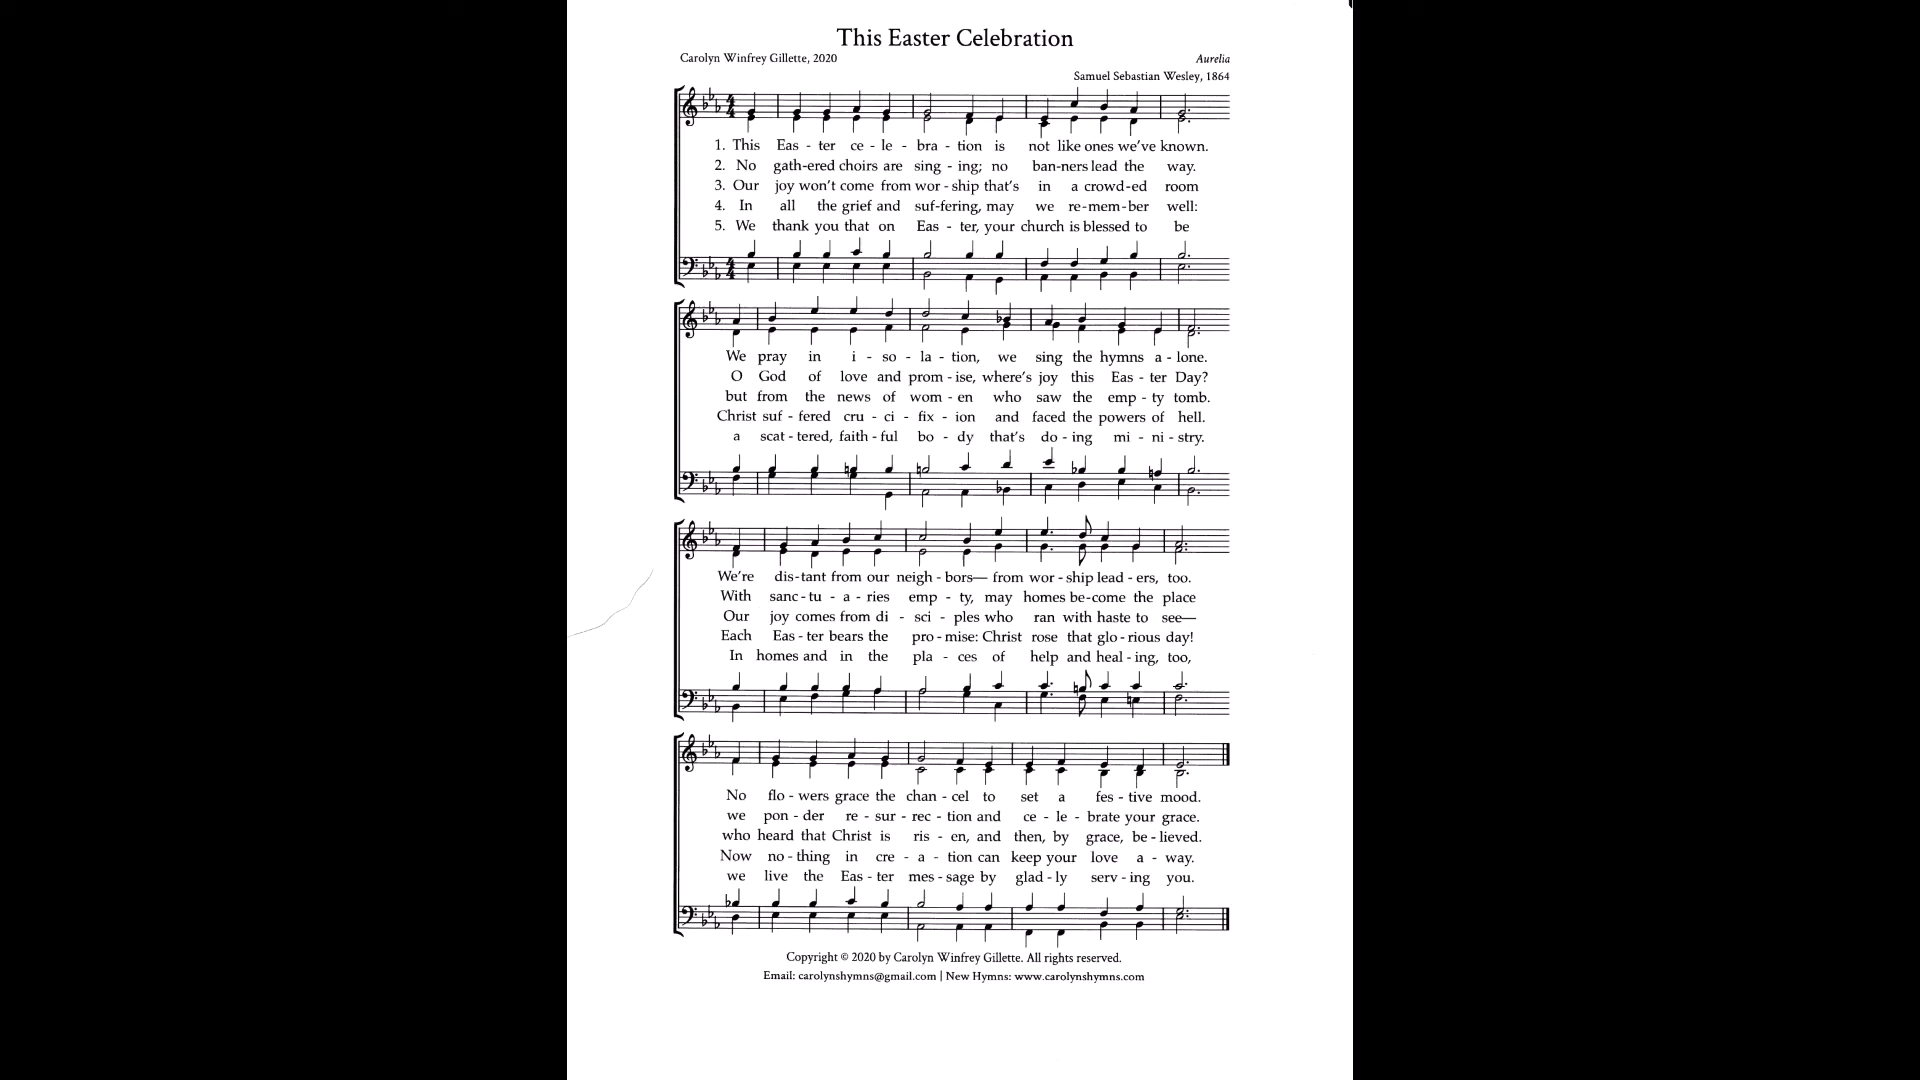 This Easter Celebration
Carolyn Winfrey Gillette, 2020
Aurelia
Samuel Sebastian Wesley, 1864
1. This Eas - ter ce - le - bra - tion is not like ones we've known.
2. No gath-ered choirs are sing - ing; no ban-ners lead the way.
3. Our joy won't come from wor - ship that's in a crowd-ed room
4. In all the grief and suf-fering, may we re-mem-ber well:
5. We thank you that on Eas - ter, your church is blessed to be
We pray in i - so - la - tion, we sing the hymns a - lone.
O God of love and prom - ise, where's joy this Eas - ter Day?
but from the news of wom - en who saw the emp - ty tomb.
Christ suf - fered cru - ci - fix - ion and faced the powers of hell.
a scat - tered, faith - ful bo - dy that's do - ing mi - ni - stry.
We're dis-tant from our neigh - bors— from wor - ship lead - ers, too.
With sanc - tu - a - ries emp - ty, may homes be-come the place
Our joy comes from di - sci - ples who ran with haste to see—
Each Eas - ter bears the pro - mise: Christ rose that glo - rious day!
In homes and in the pla - ces of help and heal - ing, too,
No flo - wers grace the chan - cel to set a fes - tive mood.
we pon - der re - sur - rec - tion and ce - le - brate your grace.
who heard that Christ is ris - en, and then, by grace, be - lieved.
Now no - thing in cre - a - tion can keep your love a - way.
we live the Eas - ter mes - sage by glad - ly serv - ing you.
Copyright © 2020 by Carolyn Winfrey Gillette. All rights reserved.
Email: carolynshymns@gmail.com | New Hymns: www.carolynshymns.com